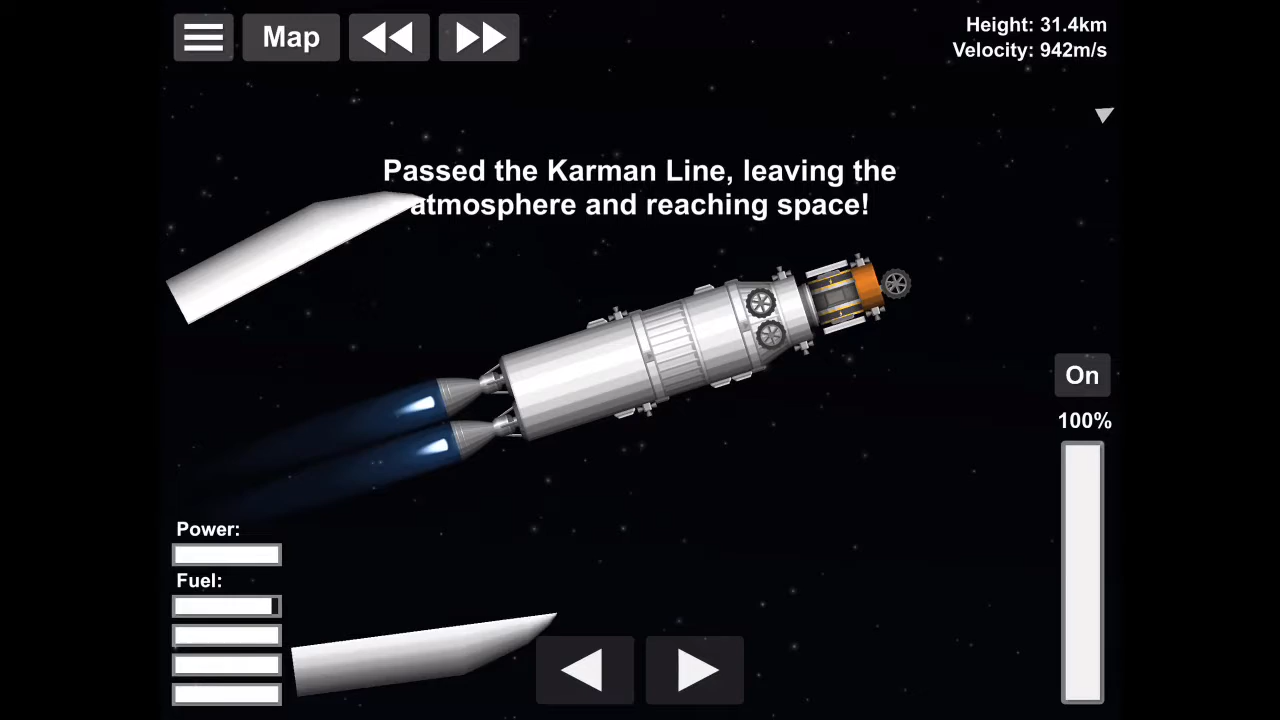 Map
Height: 31.4km
Velocity: 942m/s
Passed the Karman Line, leaving the
atmosphere and reaching space!
On
100%
Power:
Fuel: